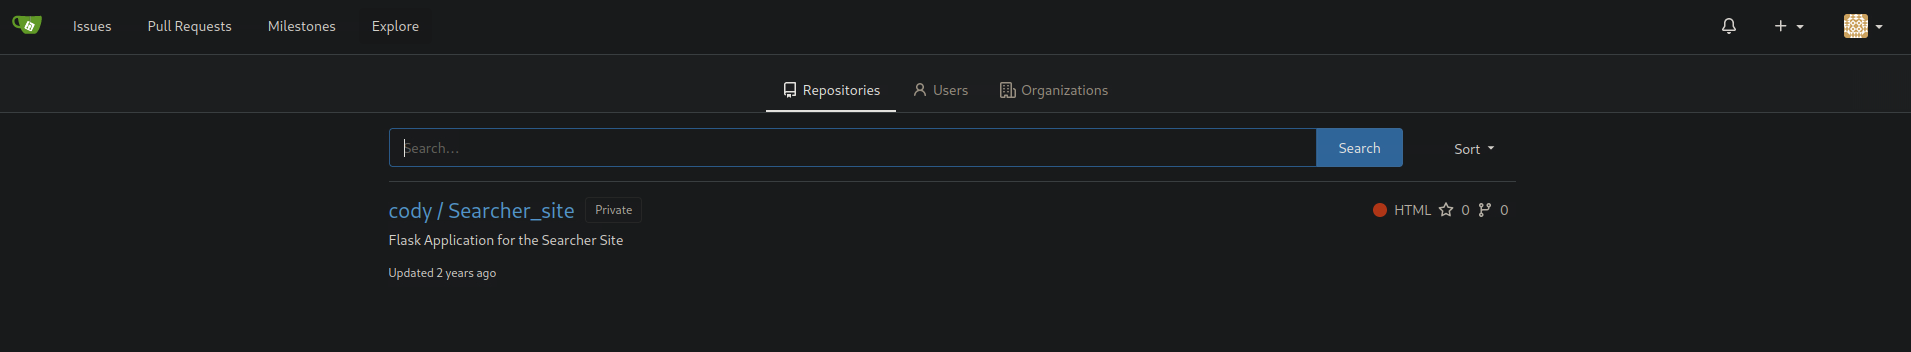 Issues Pull Requests Milestones Explore
Repositories Users Organizations
Search... Search Sort
cody / Searcher_site Private HTML 0 0
Flask Application for the Searcher Site
Updated 2 years ago